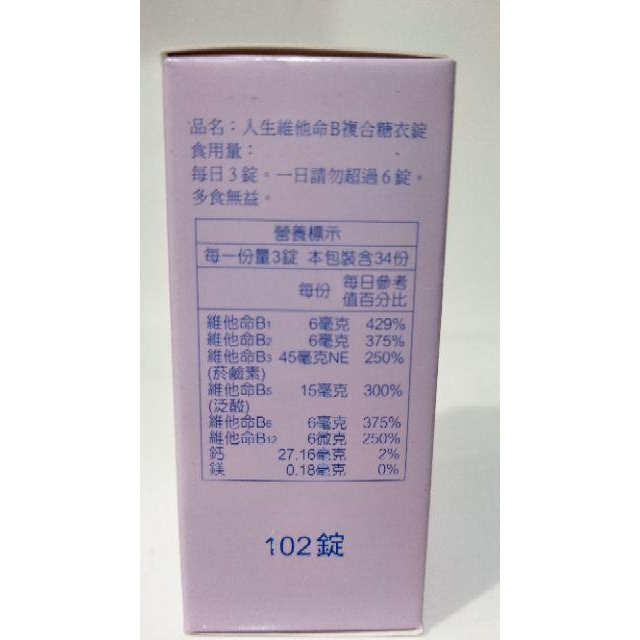 品名：人生維他命B複合糖衣錠
食用量：
每日3錠。一日請勿超過6錠。
多食無益。
營養標示
每一份量3錠 本包裝含34份
每份 每日參考
值百分比
維他命B1 6毫克 429%
維他命B2 6毫克 375%
維他命B3 45毫克NE 250%
(菸鹼素)
維他命B5 15毫克 300%
(泛酸)
維他命B6 6毫克 375%
維他命B12 6微克 250%
鈣 27.16毫克 2%
鎂 0.18毫克 0%
102錠